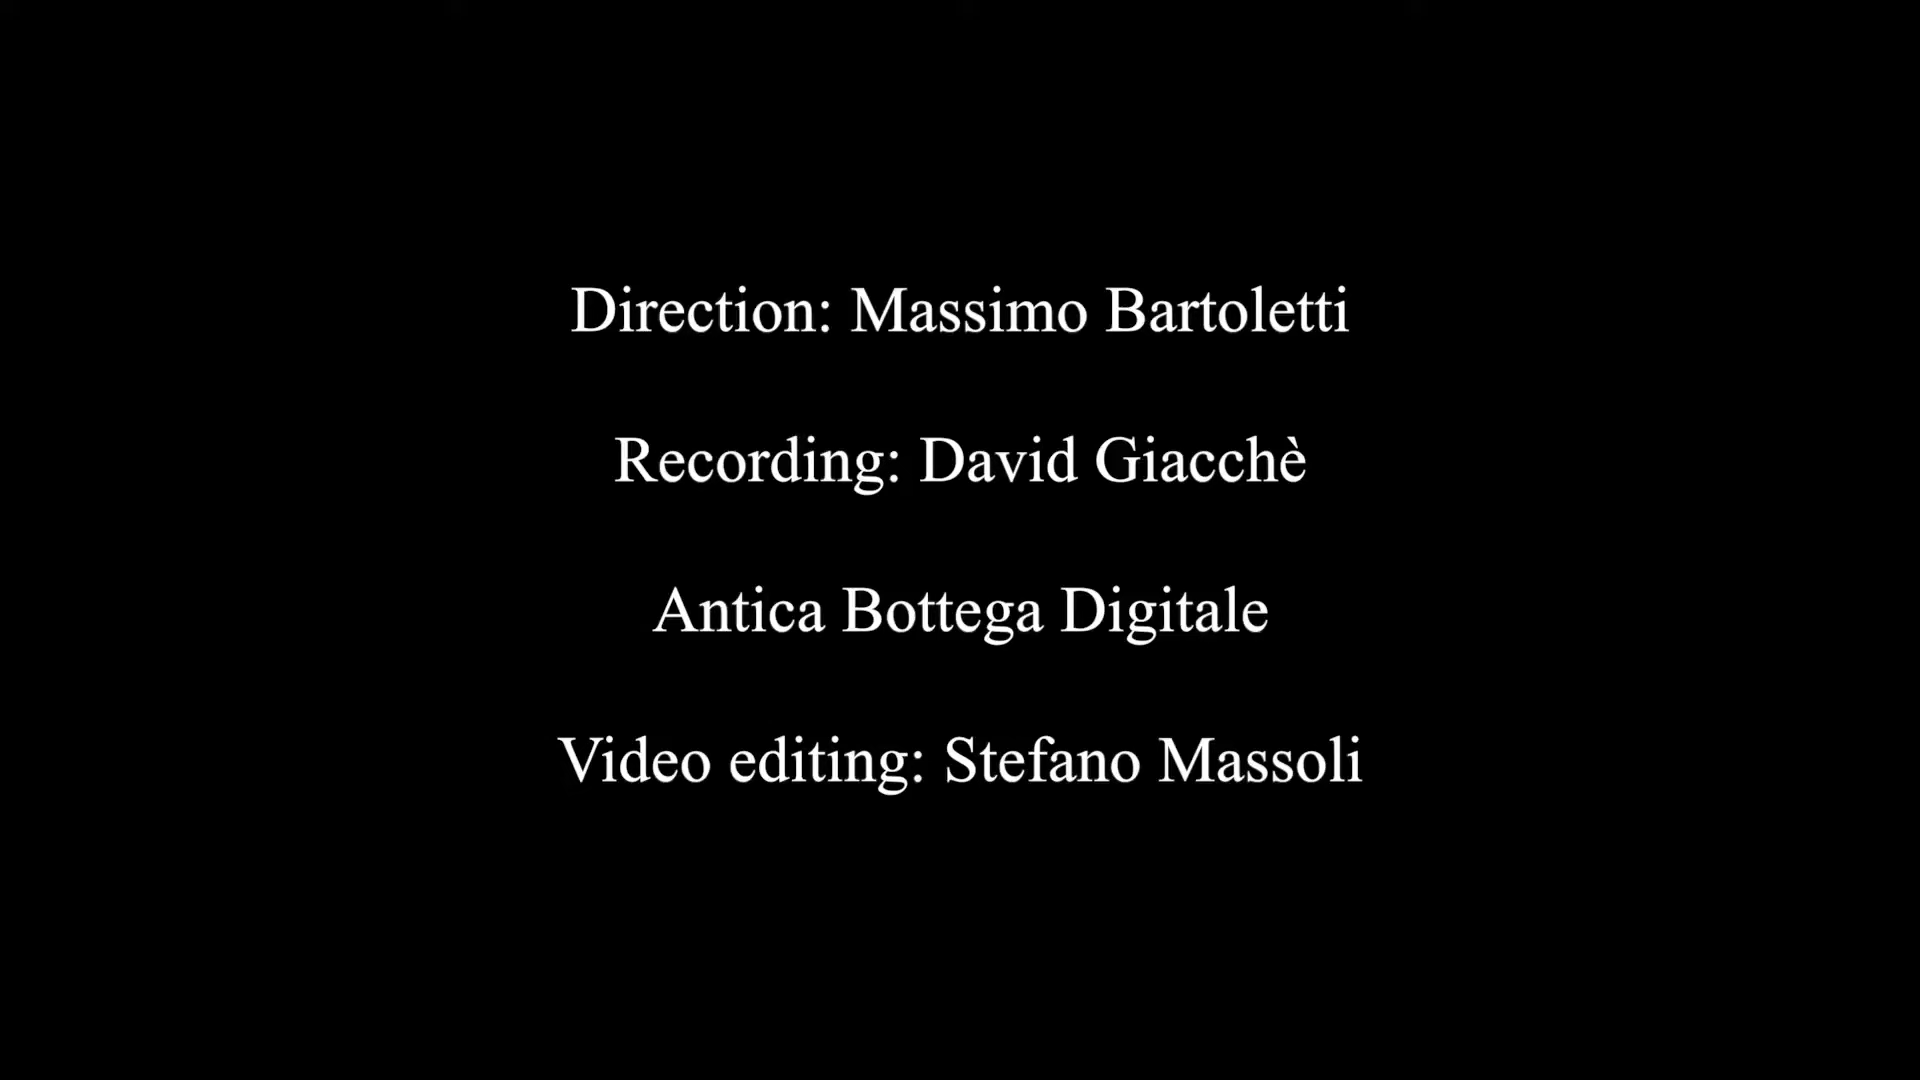 Direction: Massimo Bartoletti
Recording: David Giacchè
Antica Bottega Digitale
Video editing: Stefano Massoli